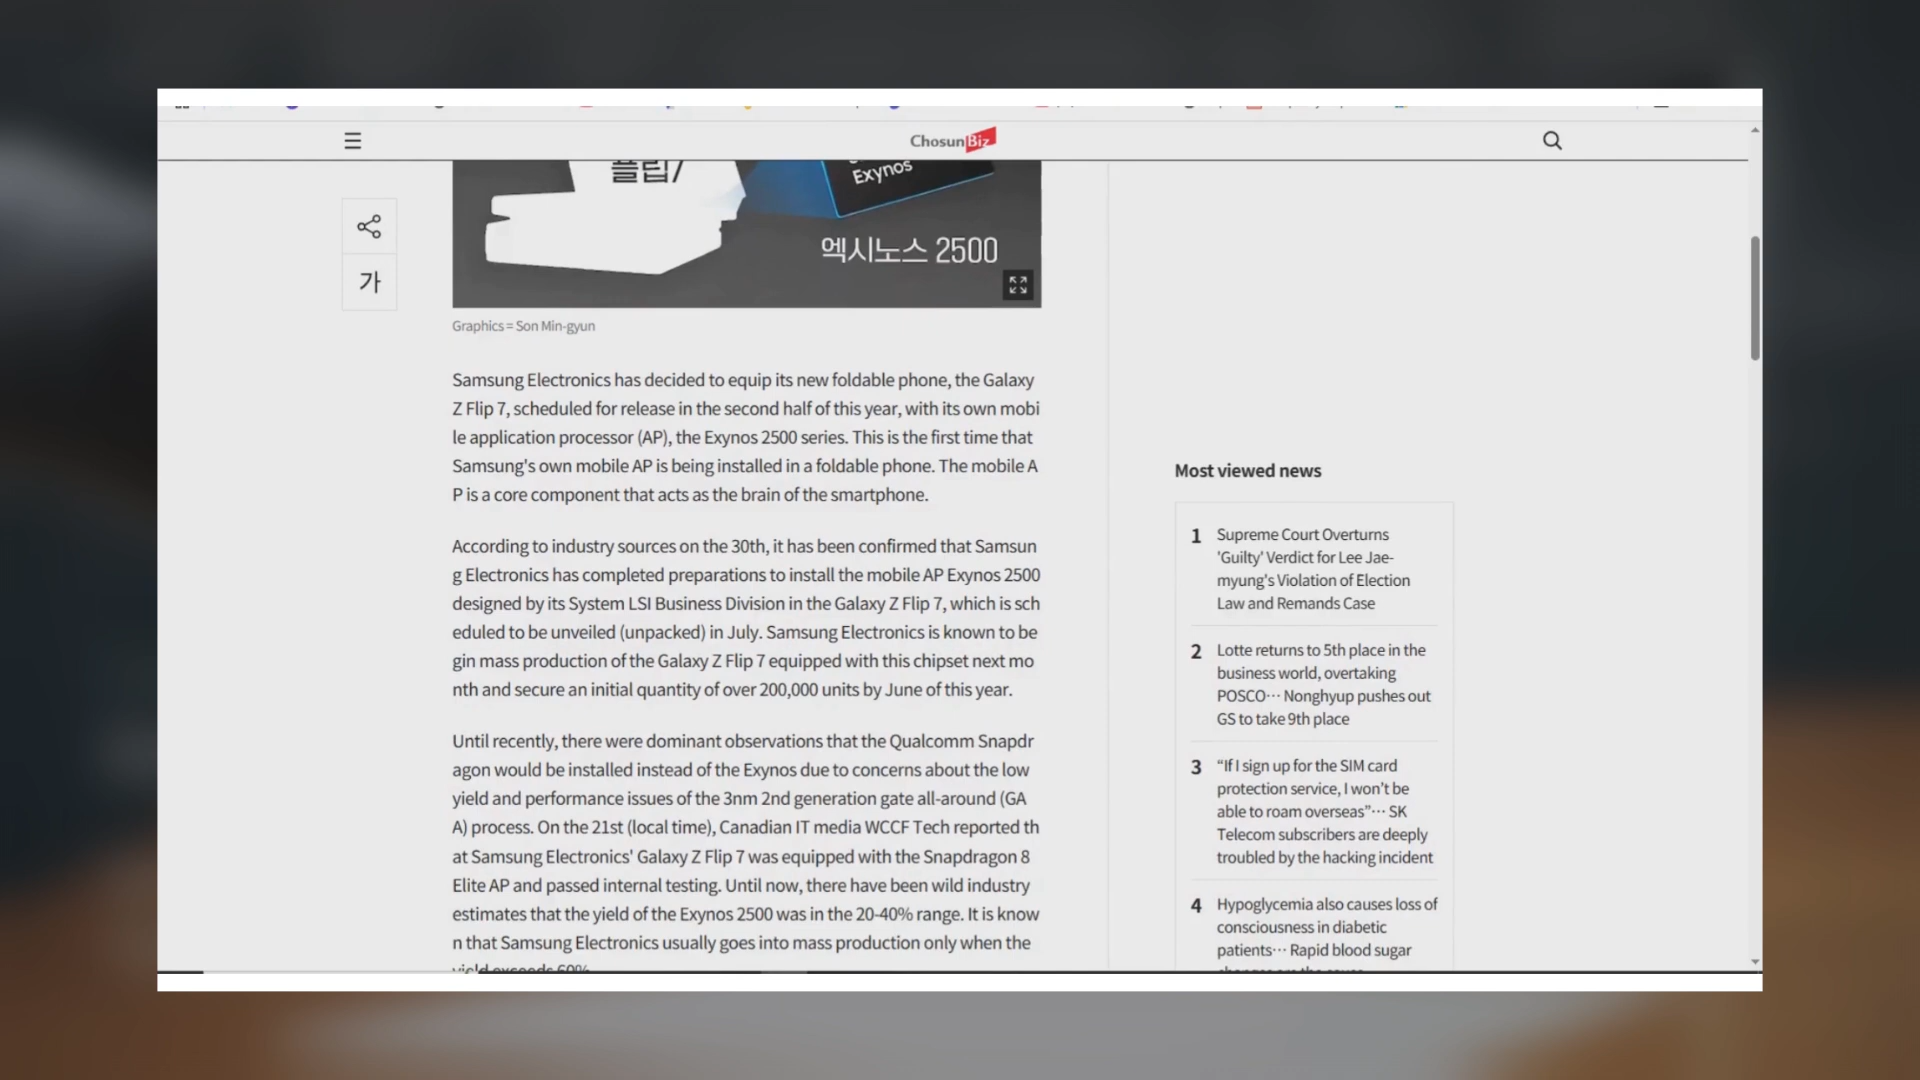 ChosunBiz
플립7
Exynos
엑시노스 2500
가
Graphics = Son Min-gyun
Samsung Electronics has decided to equip its new foldable phone, the Galaxy
Z Flip 7, scheduled for release in the second half of this year, with its own mobi
le application processor (AP), the Exynos 2500 series. This is the first time that
Samsung's own mobile AP is being installed in a foldable phone. The mobile A
P is a core component that acts as the brain of the smartphone.
According to industry sources on the 30th, it has been confirmed that Samsun
g Electronics has completed preparations to install the mobile AP Exynos 2500
designed by its System LSI Business Division in the Galaxy Z Flip 7, which is sch
eduled to be unveiled (unpacked) in July. Samsung Electronics is known to be
gin mass production of the Galaxy Z Flip 7 equipped with this chipset next mo
nth and secure an initial quantity of over 200,000 units by June of this year.
Until recently, there were dominant observations that the Qualcomm Snapdr
agon would be installed instead of the Exynos due to concerns about the low
yield and performance issues of the 3nm 2nd generation gate all-around (GA
A) process. On the 21st (local time), Canadian IT media WCCF Tech reported th
at Samsung Electronics' Galaxy Z Flip 7 was equipped with the Snapdragon 8
Elite AP and passed internal testing. Until now, there have been wild industry
estimates that the yield of the Exynos 2500 was in the 20-40% range. It is know
n that Samsung Electronics usually goes into mass production only when the
yield exceeds 60%
Most viewed news
1 Supreme Court Overturns
'Guilty' Verdict for Lee Jae-
myung's Violation of Election
Law and Remands Case
2 Lotte returns to 5th place in the
business world, overtaking
POSCO··· Nonghyup pushes out
GS to take 9th place
3 “If I sign up for the SIM card
protection service, I won't be
able to roam overseas”··· SK
Telecom subscribers are deeply
troubled by the hacking incident
4 Hypoglycemia also causes loss of
consciousness in diabetic
patients··· Rapid blood sugar
changes are the cause